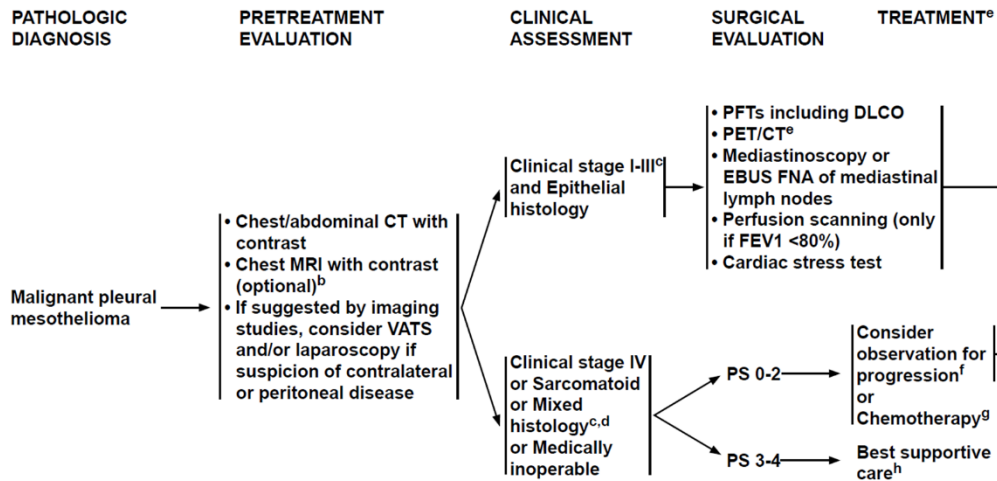 PATHOLOGIC
DIAGNOSIS
PRETREATMENT
EVALUATION
CLINICAL
ASSESSMENT
SURGICAL
EVALUATION
TREATMENTᵉ
Malignant pleural
mesothelioma
• Chest/abdominal CT with
contrast
• Chest MRI with contrast
(optional)ᵇ
• If suggested by imaging
studies, consider VATS
and/or laparoscopy if
suspicion of contralateral
or peritoneal disease
Clinical stage I-IIIᶜ
and Epithelial
histology
• PFTs including DLCO
• PET/CTᵉ
• Mediastinoscopy or
EBUS FNA of mediastinal
lymph nodes
• Perfusion scanning (only
if FEV1 <80%)
• Cardiac stress test
Clinical stage IV
or Sarcomatoid
or Mixed
histologyᶜ,ᵈ
or Medically
inoperable
PS 0-2
Consider
observation for
progressionᶠ
or
Chemotherapyᵍ
PS 3-4
Best supportive
careʰ